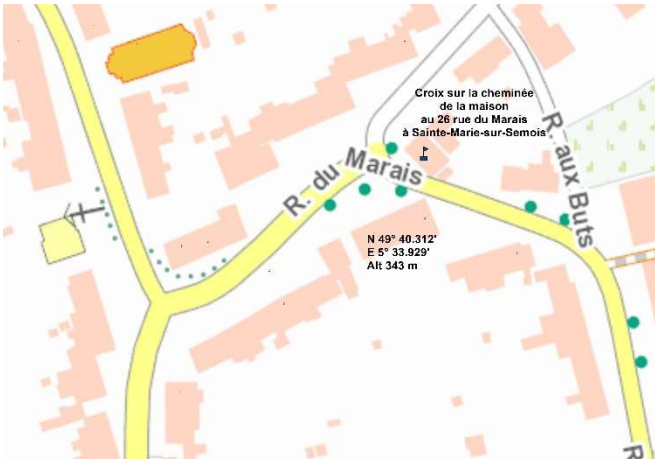 Croix sur la cheminée
de la maison
au 26 rue du Marais
à Sainte-Marie-sur-Semois
R. aux Buts
R. du Marais
N 49° 40.312'
E 5° 33.929'
Alt 343 m
R